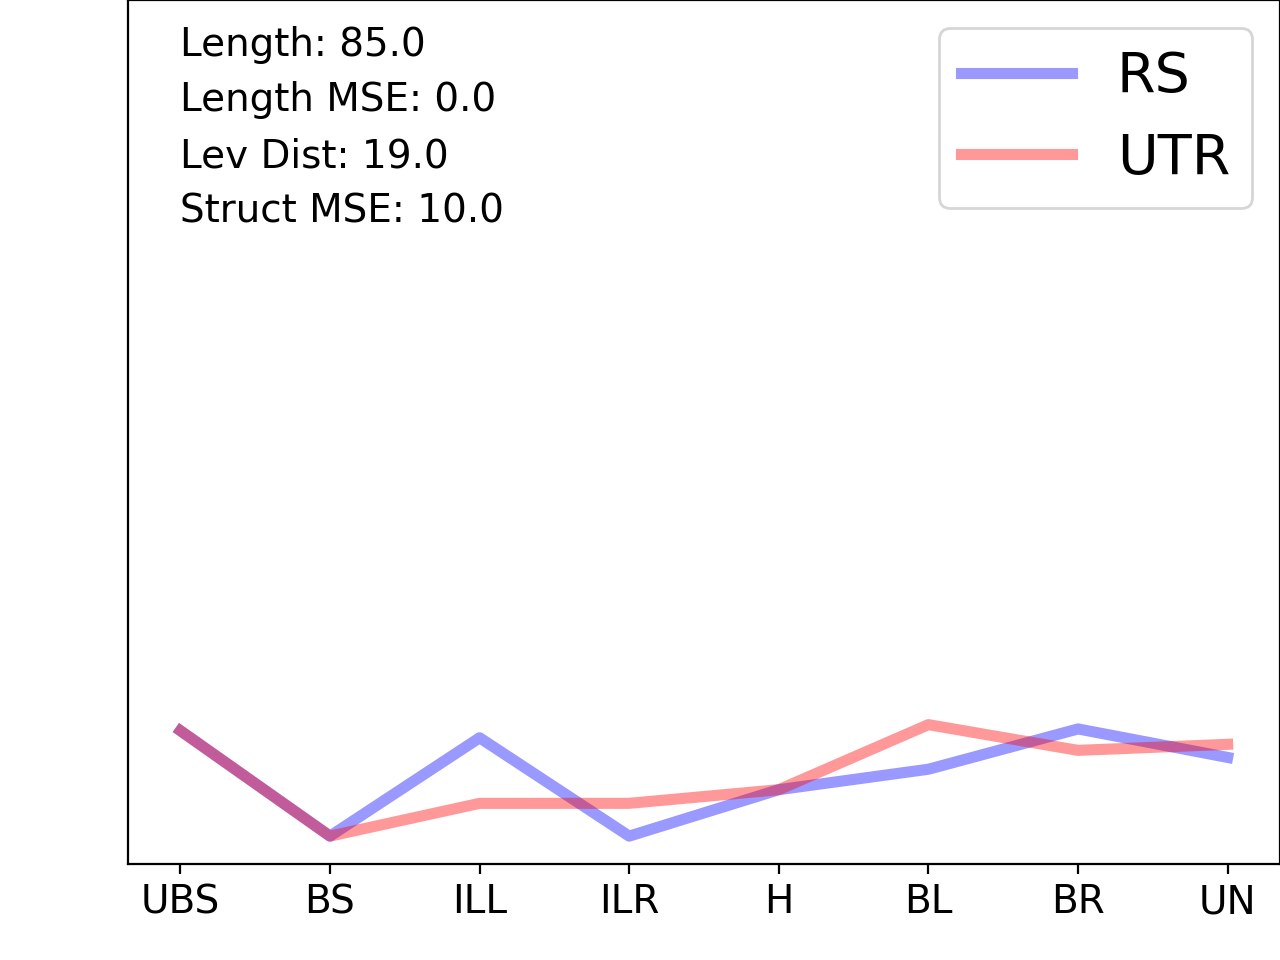 Length: 85.0
Length MSE: 0.0
Lev Dist: 19.0
Struct MSE: 10.0
RS
UTR
UBS BS ILL ILR H BL BR UN